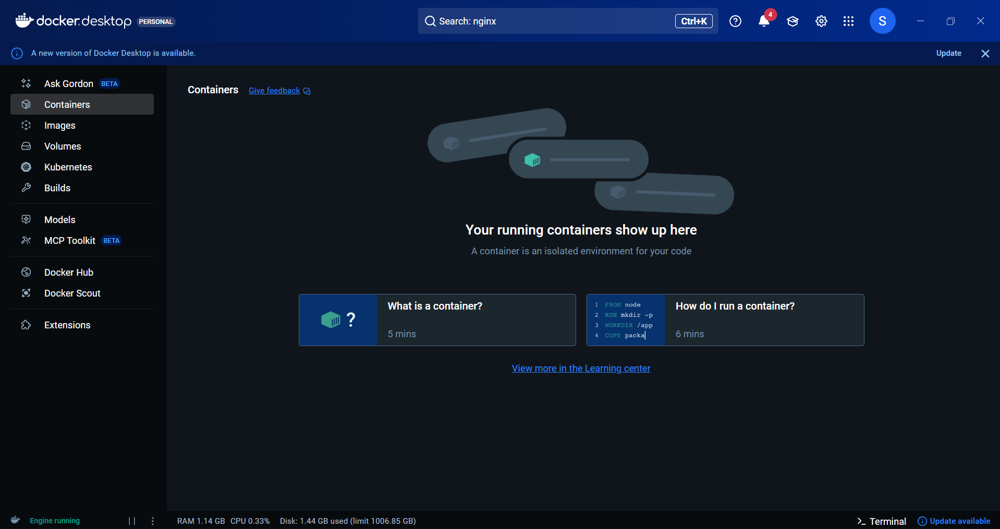 docker desktop PERSONAL
Search: nginx
Ctrl+K
4
S
A new version of Docker Desktop is available.
Update
Ask Gordon BETA
Containers
Images
Volumes
Kubernetes
Builds
Models
MCP Toolkit BETA
Docker Hub
Docker Scout
Extensions
Containers Give feedback
Your running containers show up here
A container is an isolated environment for your code
?
What is a container?
5 mins
1 FROM node
2 RUN mkdir -p
3 WORKDIR /app
4 COPY packa
How do I run a container?
6 mins
View more in the Learning center
Engine running
RAM 1.14 GB CPU 0.33% Disk: 1.44 GB used (limit 1006.85 GB)
>_ Terminal
Update available